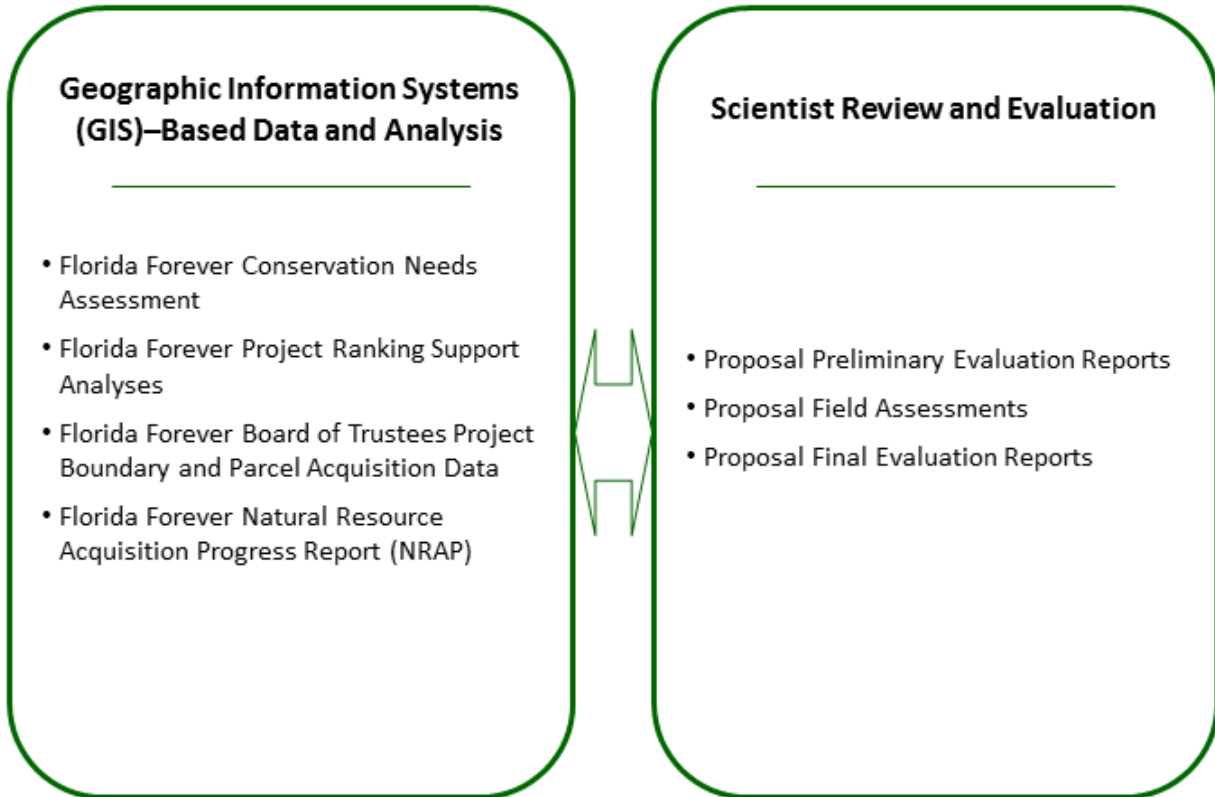 Geographic Information Systems
(GIS)–Based Data and Analysis
• Florida Forever Conservation Needs
Assessment
• Florida Forever Project Ranking Support
Analyses
• Florida Forever Board of Trustees Project
Boundary and Parcel Acquisition Data
• Florida Forever Natural Resource
Acquisition Progress Report (NRAP)
Scientist Review and Evaluation
• Proposal Preliminary Evaluation Reports
• Proposal Field Assessments
• Proposal Final Evaluation Reports